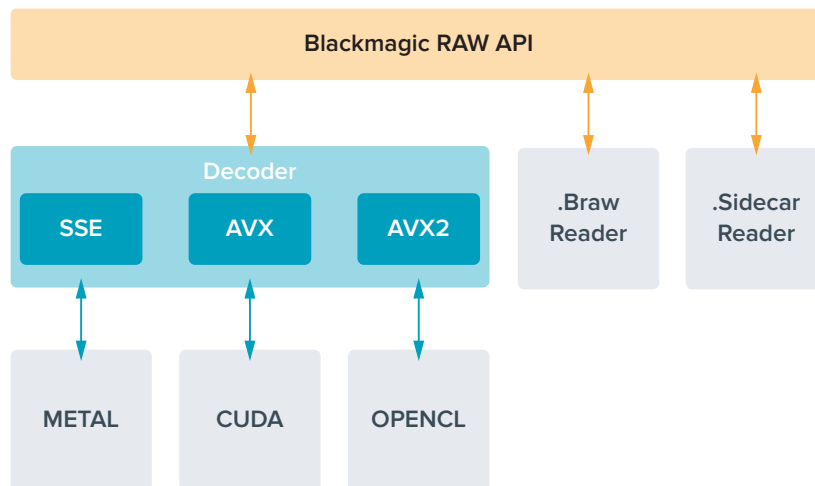 Blackmagic RAW API
Decoder
SSE
AVX
AVX2
.Braw
Reader
.Sidecar
Reader
METAL
CUDA
OPENCL